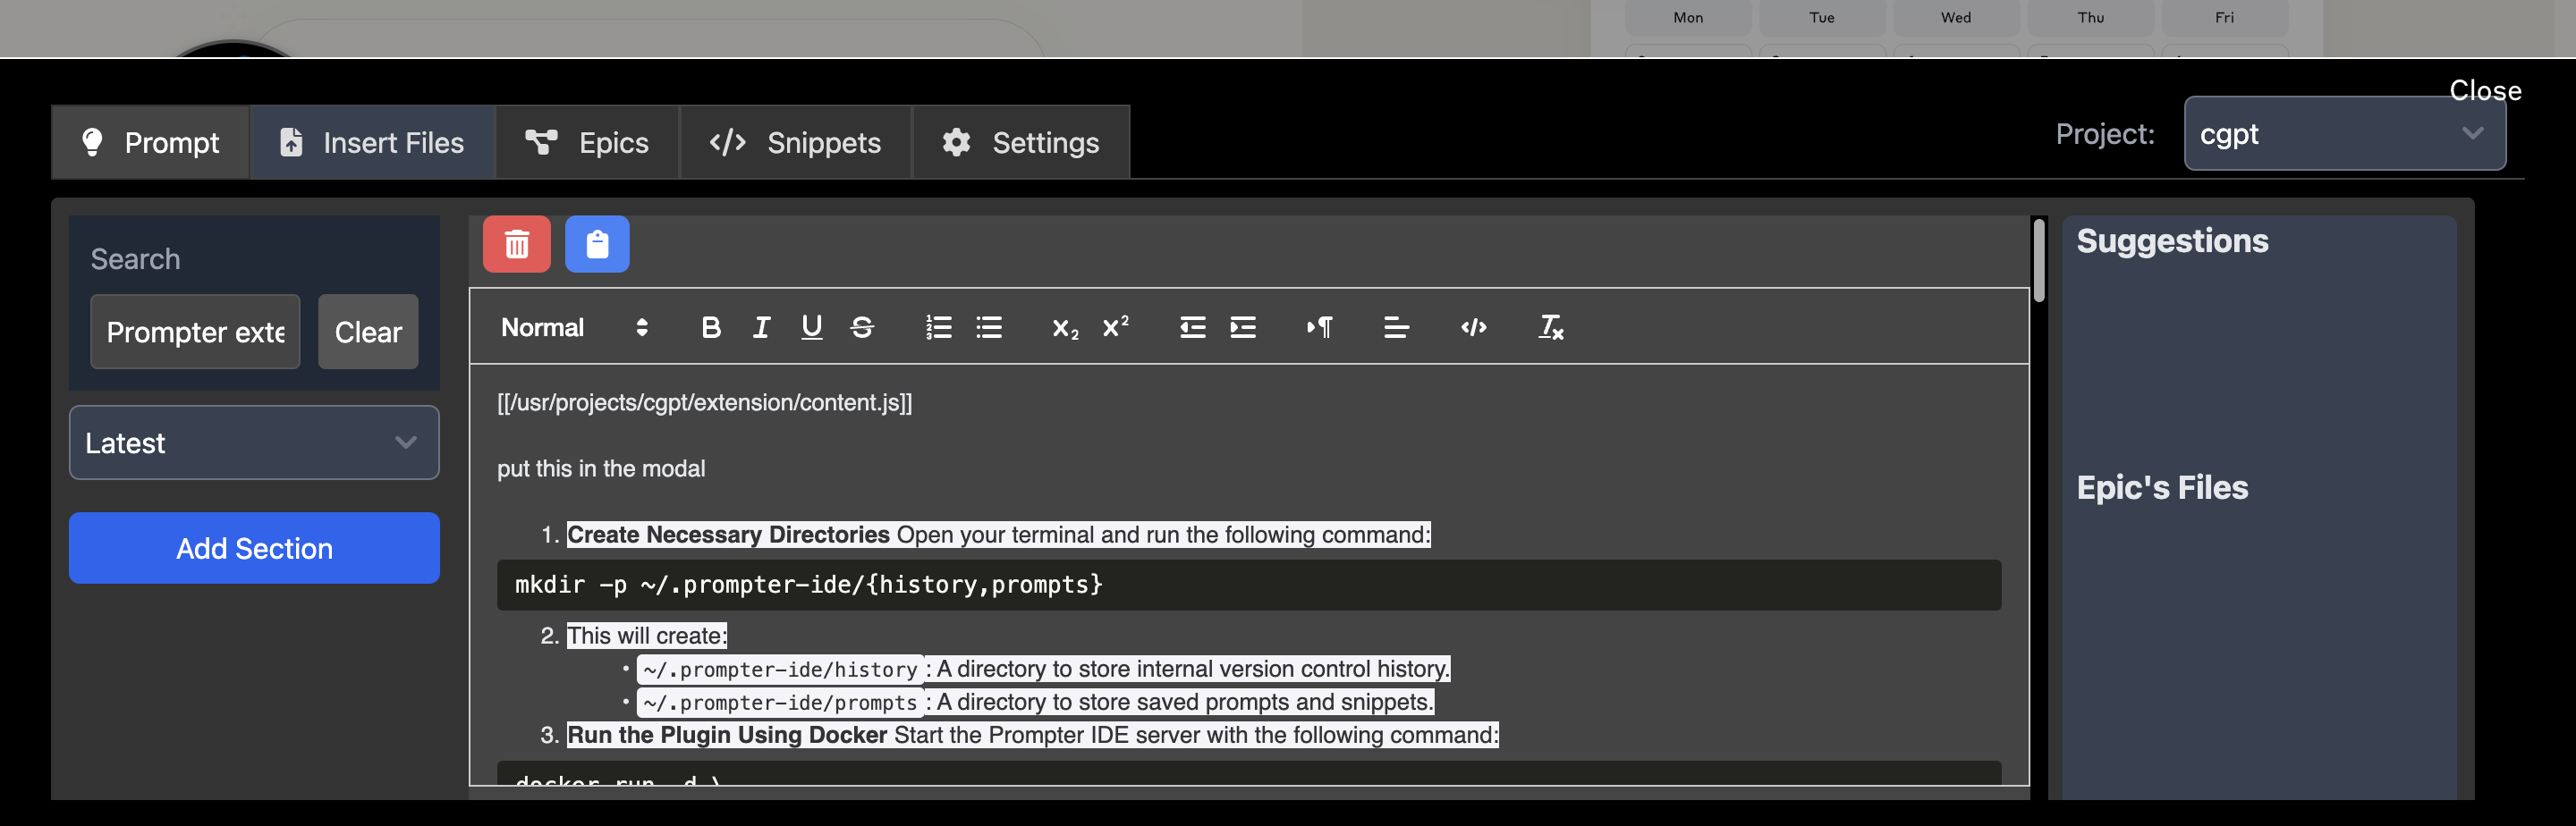 Mon Tue Wed Thu Fri
Close
Prompt Insert Files Epics Snippets Settings
Project: cgpt
Search
Prompter exte Clear
Latest
Add Section
Normal
[[/usr/projects/cgpt/extension/content.js]]
put this in the modal
1. Create Necessary Directories Open your terminal and run the following command:
mkdir -p ~/.prompter-ide/{history,prompts}
2. This will create:
• ~/.prompter-ide/history : A directory to store internal version control history.
• ~/.prompter-ide/prompts : A directory to store saved prompts and snippets.
3. Run the Plugin Using Docker Start the Prompter IDE server with the following command:
docker run -d \
Suggestions
Epic's Files